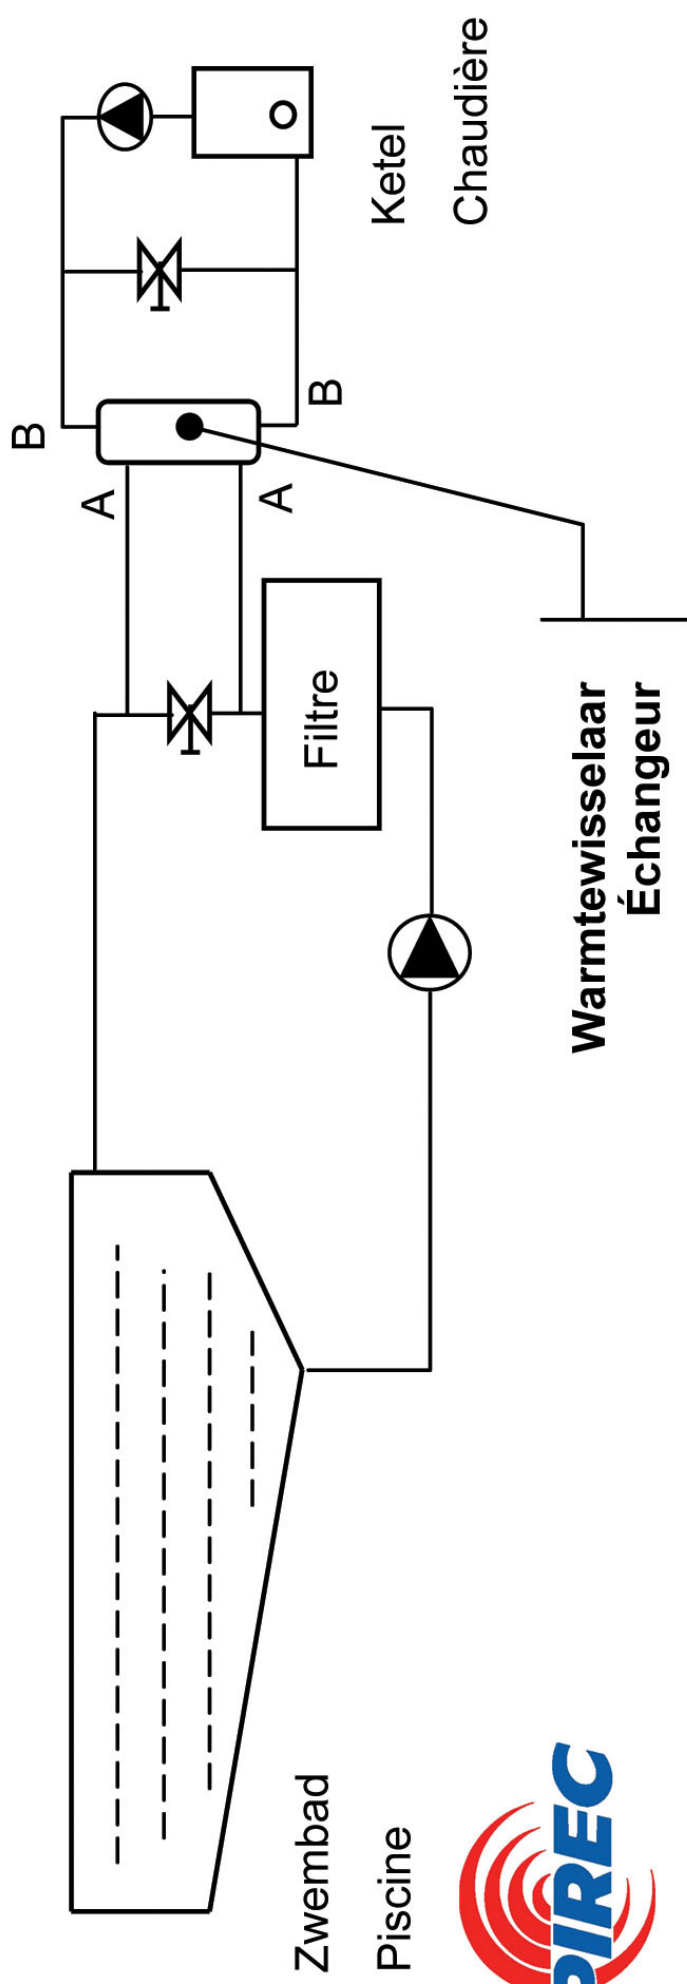 Zwembad
Piscine
Filtre
A
A
B
B
Ketel
Chaudière
Warmtewisselaar
Échangeur
PIREC